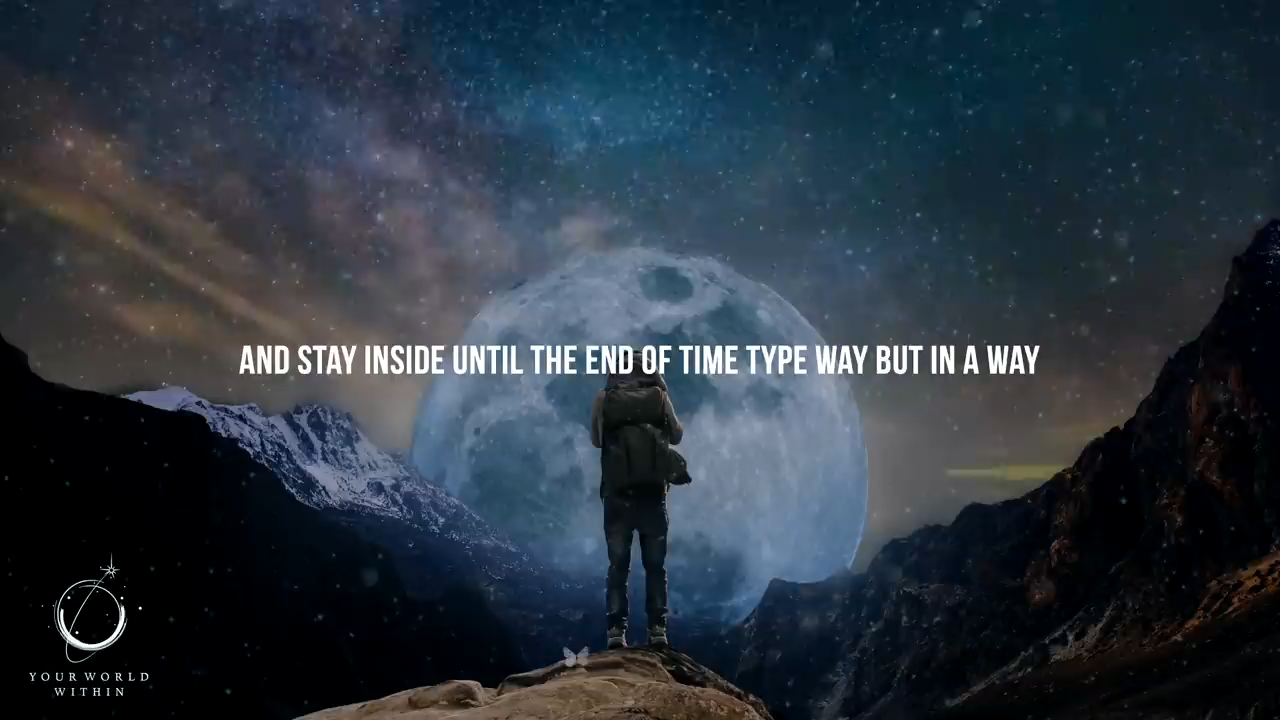 AND STAY INSIDE UNTIL THE END OF TIME TYPE WAY BUT IN A WAY
YOUR WORLD
WITHIN